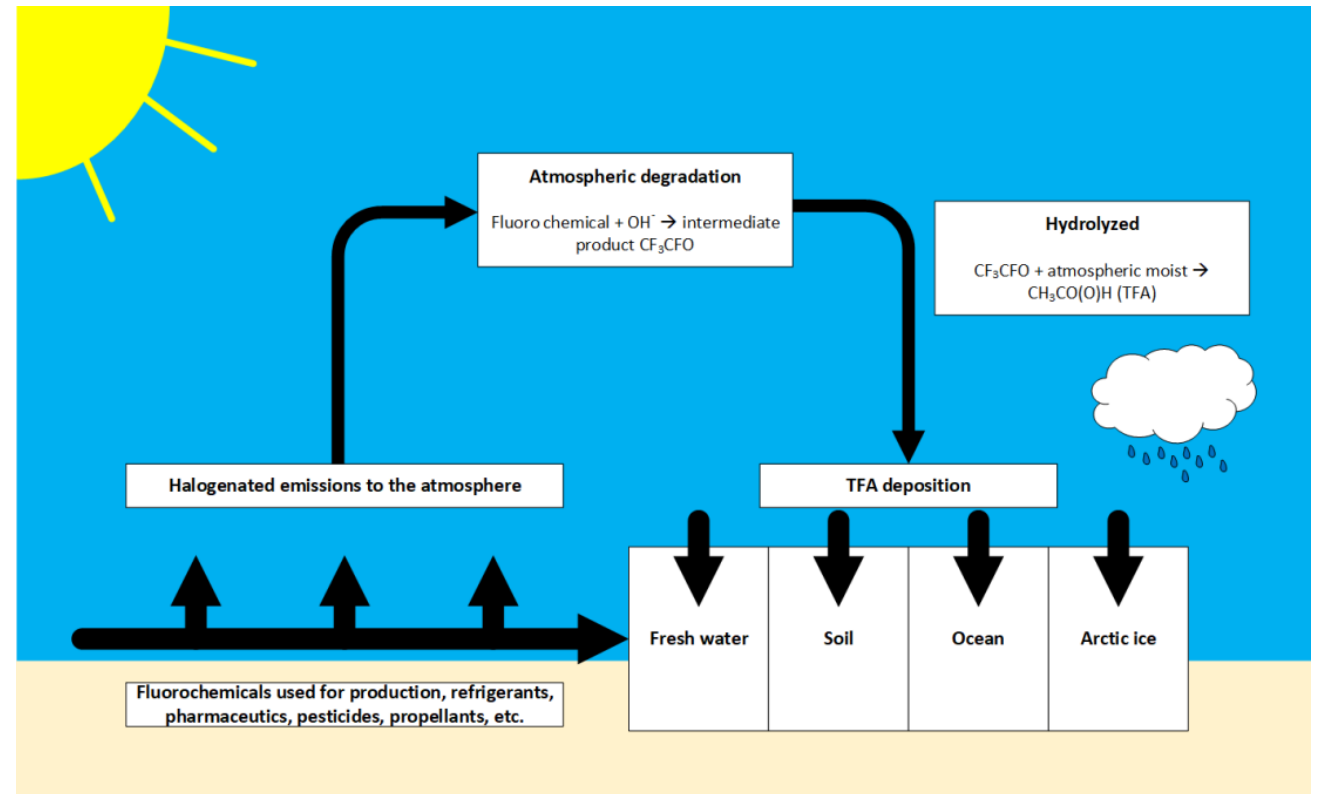 Atmospheric degradation
Fluoro chemical + OH⁻ → intermediate
product CF₃CFO
Hydrolyzed
CF₃CFO + atmospheric moist →
CH₃CO(O)H (TFA)
Halogenated emissions to the atmosphere
TFA deposition
Fresh water
Soil
Ocean
Arctic ice
Fluorochemicals used for production, refrigerants,
pharmaceutics, pesticides, propellants, etc.